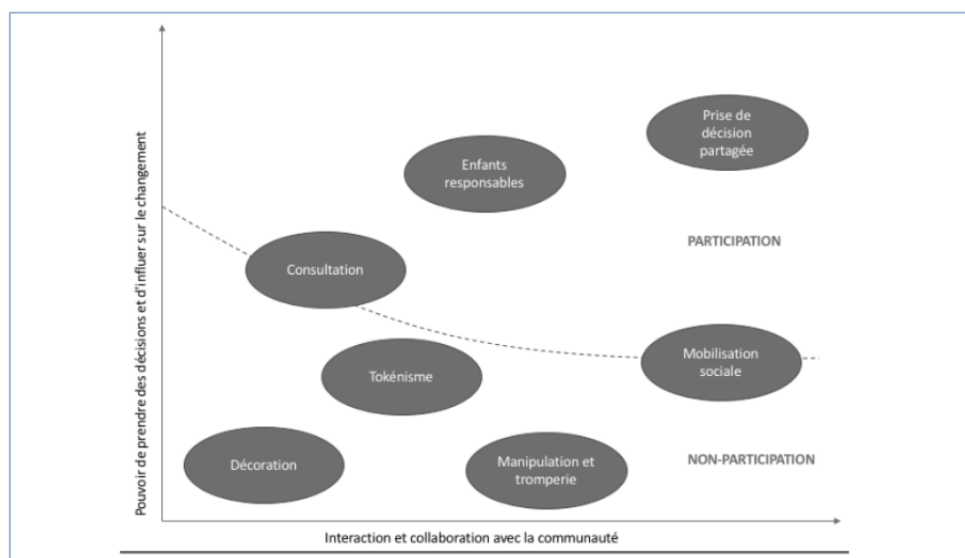 Pouvoir de prendre des décisions et d'influer sur le changement
Prise de
décision
partagée
Enfants
responsables
PARTICIPATION
Consultation
Mobilisation
sociale
Tokénisme
Décoration
Manipulation et
tromperie
NON-PARTICIPATION
Interaction et collaboration avec la communauté